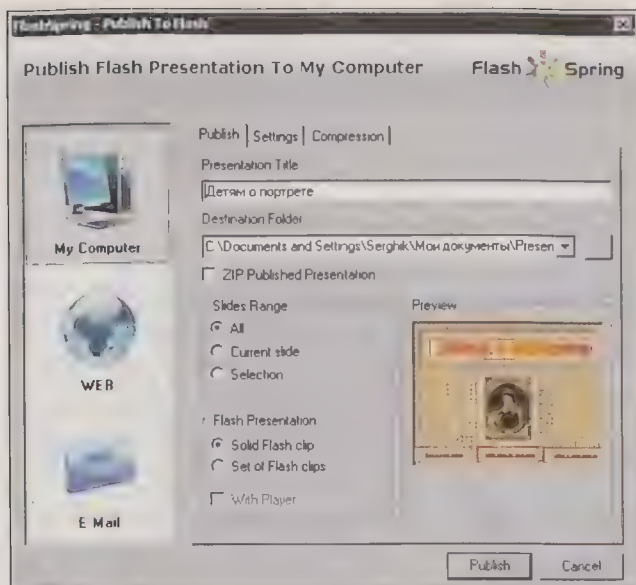 FlashSpring - Publish To Flash
Publish Flash Presentation To My Computer
Flash Spring
Publish
Settings
Compression
Presentation Title
Детям о портрете
Destination Folder
C:\Documents and Settings\Serghik\Мои документы\Presen
ZIP Published Presentation
My Computer
WEB
E Mail
Slides Range
All
Current slide
Selection
Flash Presentation
Solid Flash clip
Set of Flash clips
With Player
Preview
Publish
Cancel